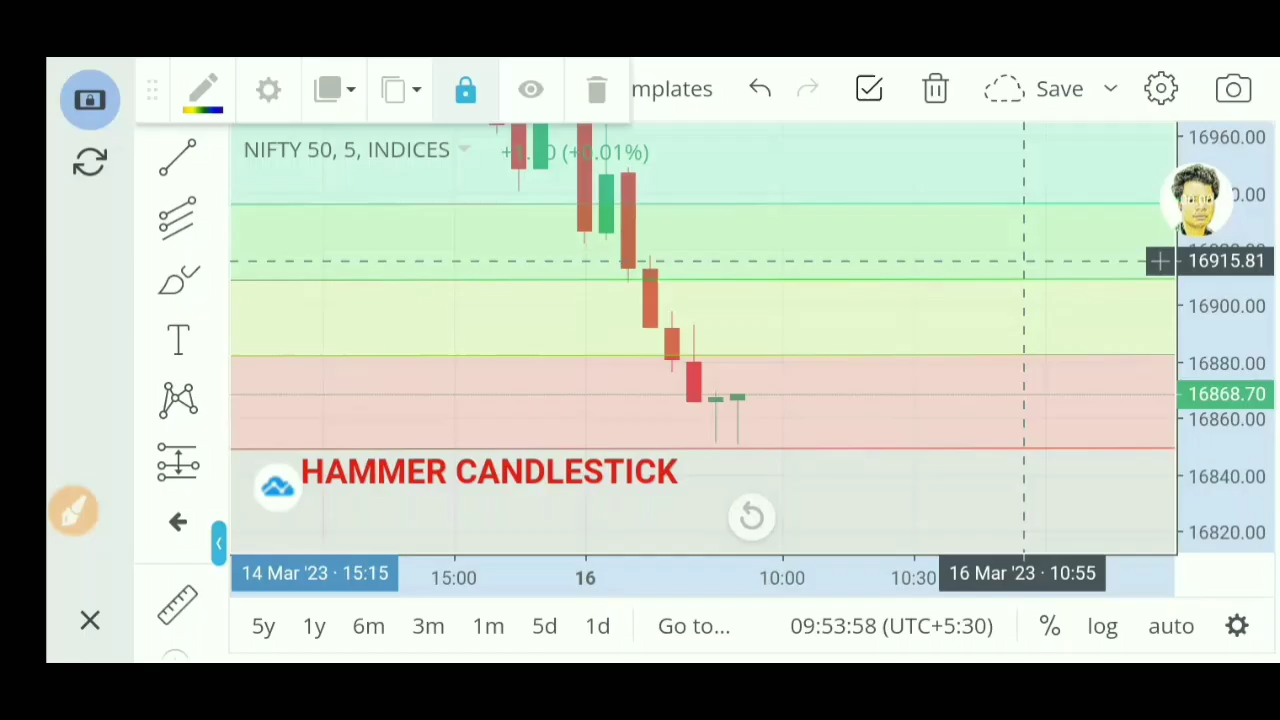 mplates
Save
NIFTY 50, 5, INDICES
(+0.01%)
16960.00
16915.81
16900.00
16880.00
16868.70
16860.00
16840.00
16820.00
HAMMER CANDLESTICK
14 Mar '23 · 15:15
15:00
16
10:00
10:30
16 Mar '23 · 10:55
5y 1y 6m 3m 1m 5d 1d Go to... 09:53:58 (UTC+5:30) % log auto